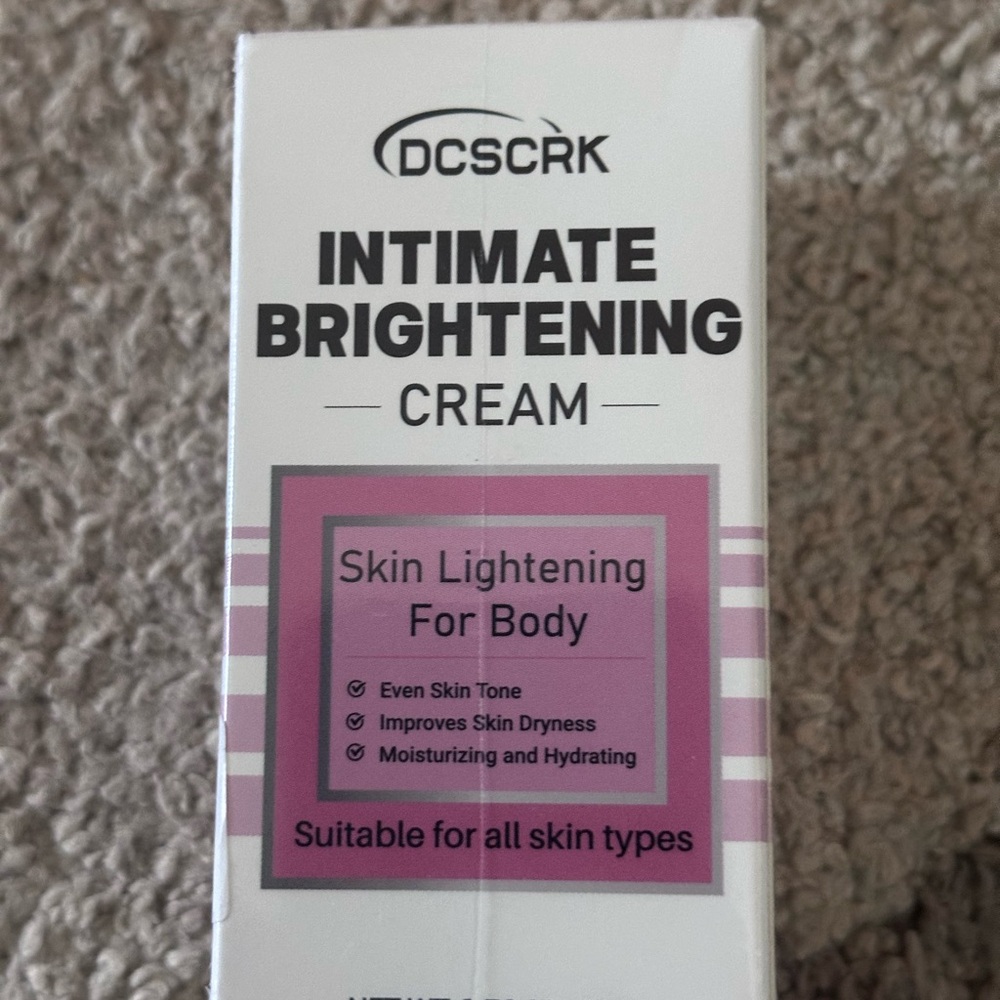 DCSCRK
INTIMATE
BRIGHTENING
CREAM
Skin Lightening
For Body
Even Skin Tone
Improves Skin Dryness
Moisturizing and Hydrating
Suitable for all skin types